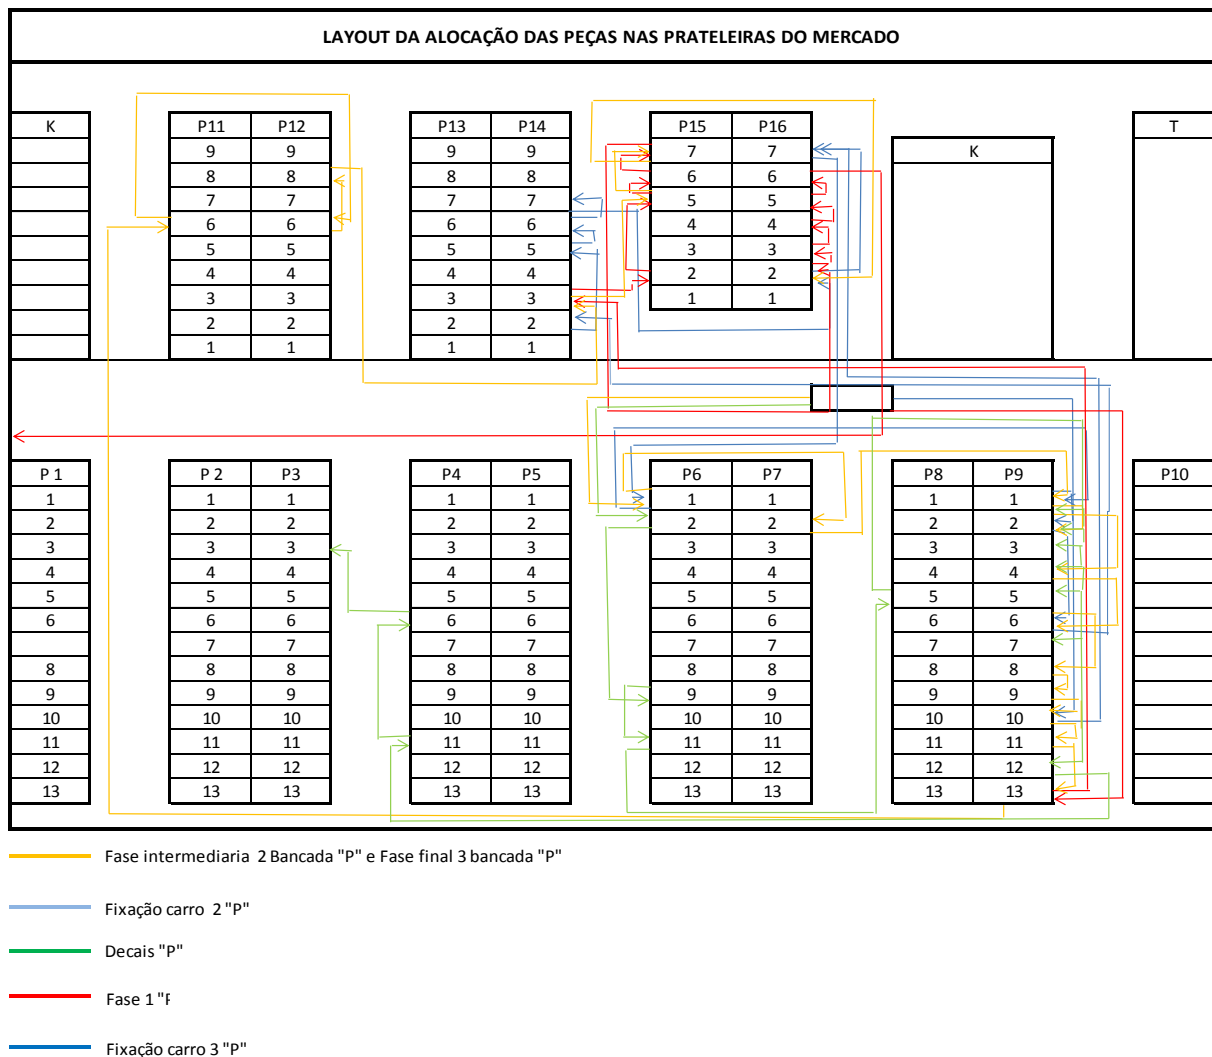 LAYOUT DA ALOCAÇÃO DAS PEÇAS NAS PRATELEIRAS DO MERCADO
K P11 P12 P13 P14 P15 P16 K T
9 9 9 9 7 7
8 8 8 8 6 6
7 7 7 7 5 5
6 6 6 6 4 4
5 5 5 5 3 3
4 4 4 4 2 2
3 3 3 3 1 1
2 2 2 2
1 1 1 1
P 1 P 2 P3 P4 P5 P6 P7 P8 P9 P10
1 1 1 1 1 1 1 1 1
2 2 2 2 2 2 2 2 2
3 3 3 3 3 3 3 3 3
4 4 4 4 4 4 4 4 4
5 5 5 5 5 5 5 5 5
6 6 6 6 6 6 6 6 6
7 7 7 7 7 7 7 7
8 8 8 8 8 8 8 8 8
9 9 9 9 9 9 9 9 9
10 10 10 10 10 10 10 10 10
11 11 11 11 11 11 11 11 11
12 12 12 12 12 12 12 12 12
13 13 13 13 13 13 13 13 13
Fase intermediaria 2 Bancada "P" e Fase final 3 bancada "P"
Fixação carro 2 "P"
Decais "P"
Fase 1 "P
Fixação carro 3 "P"